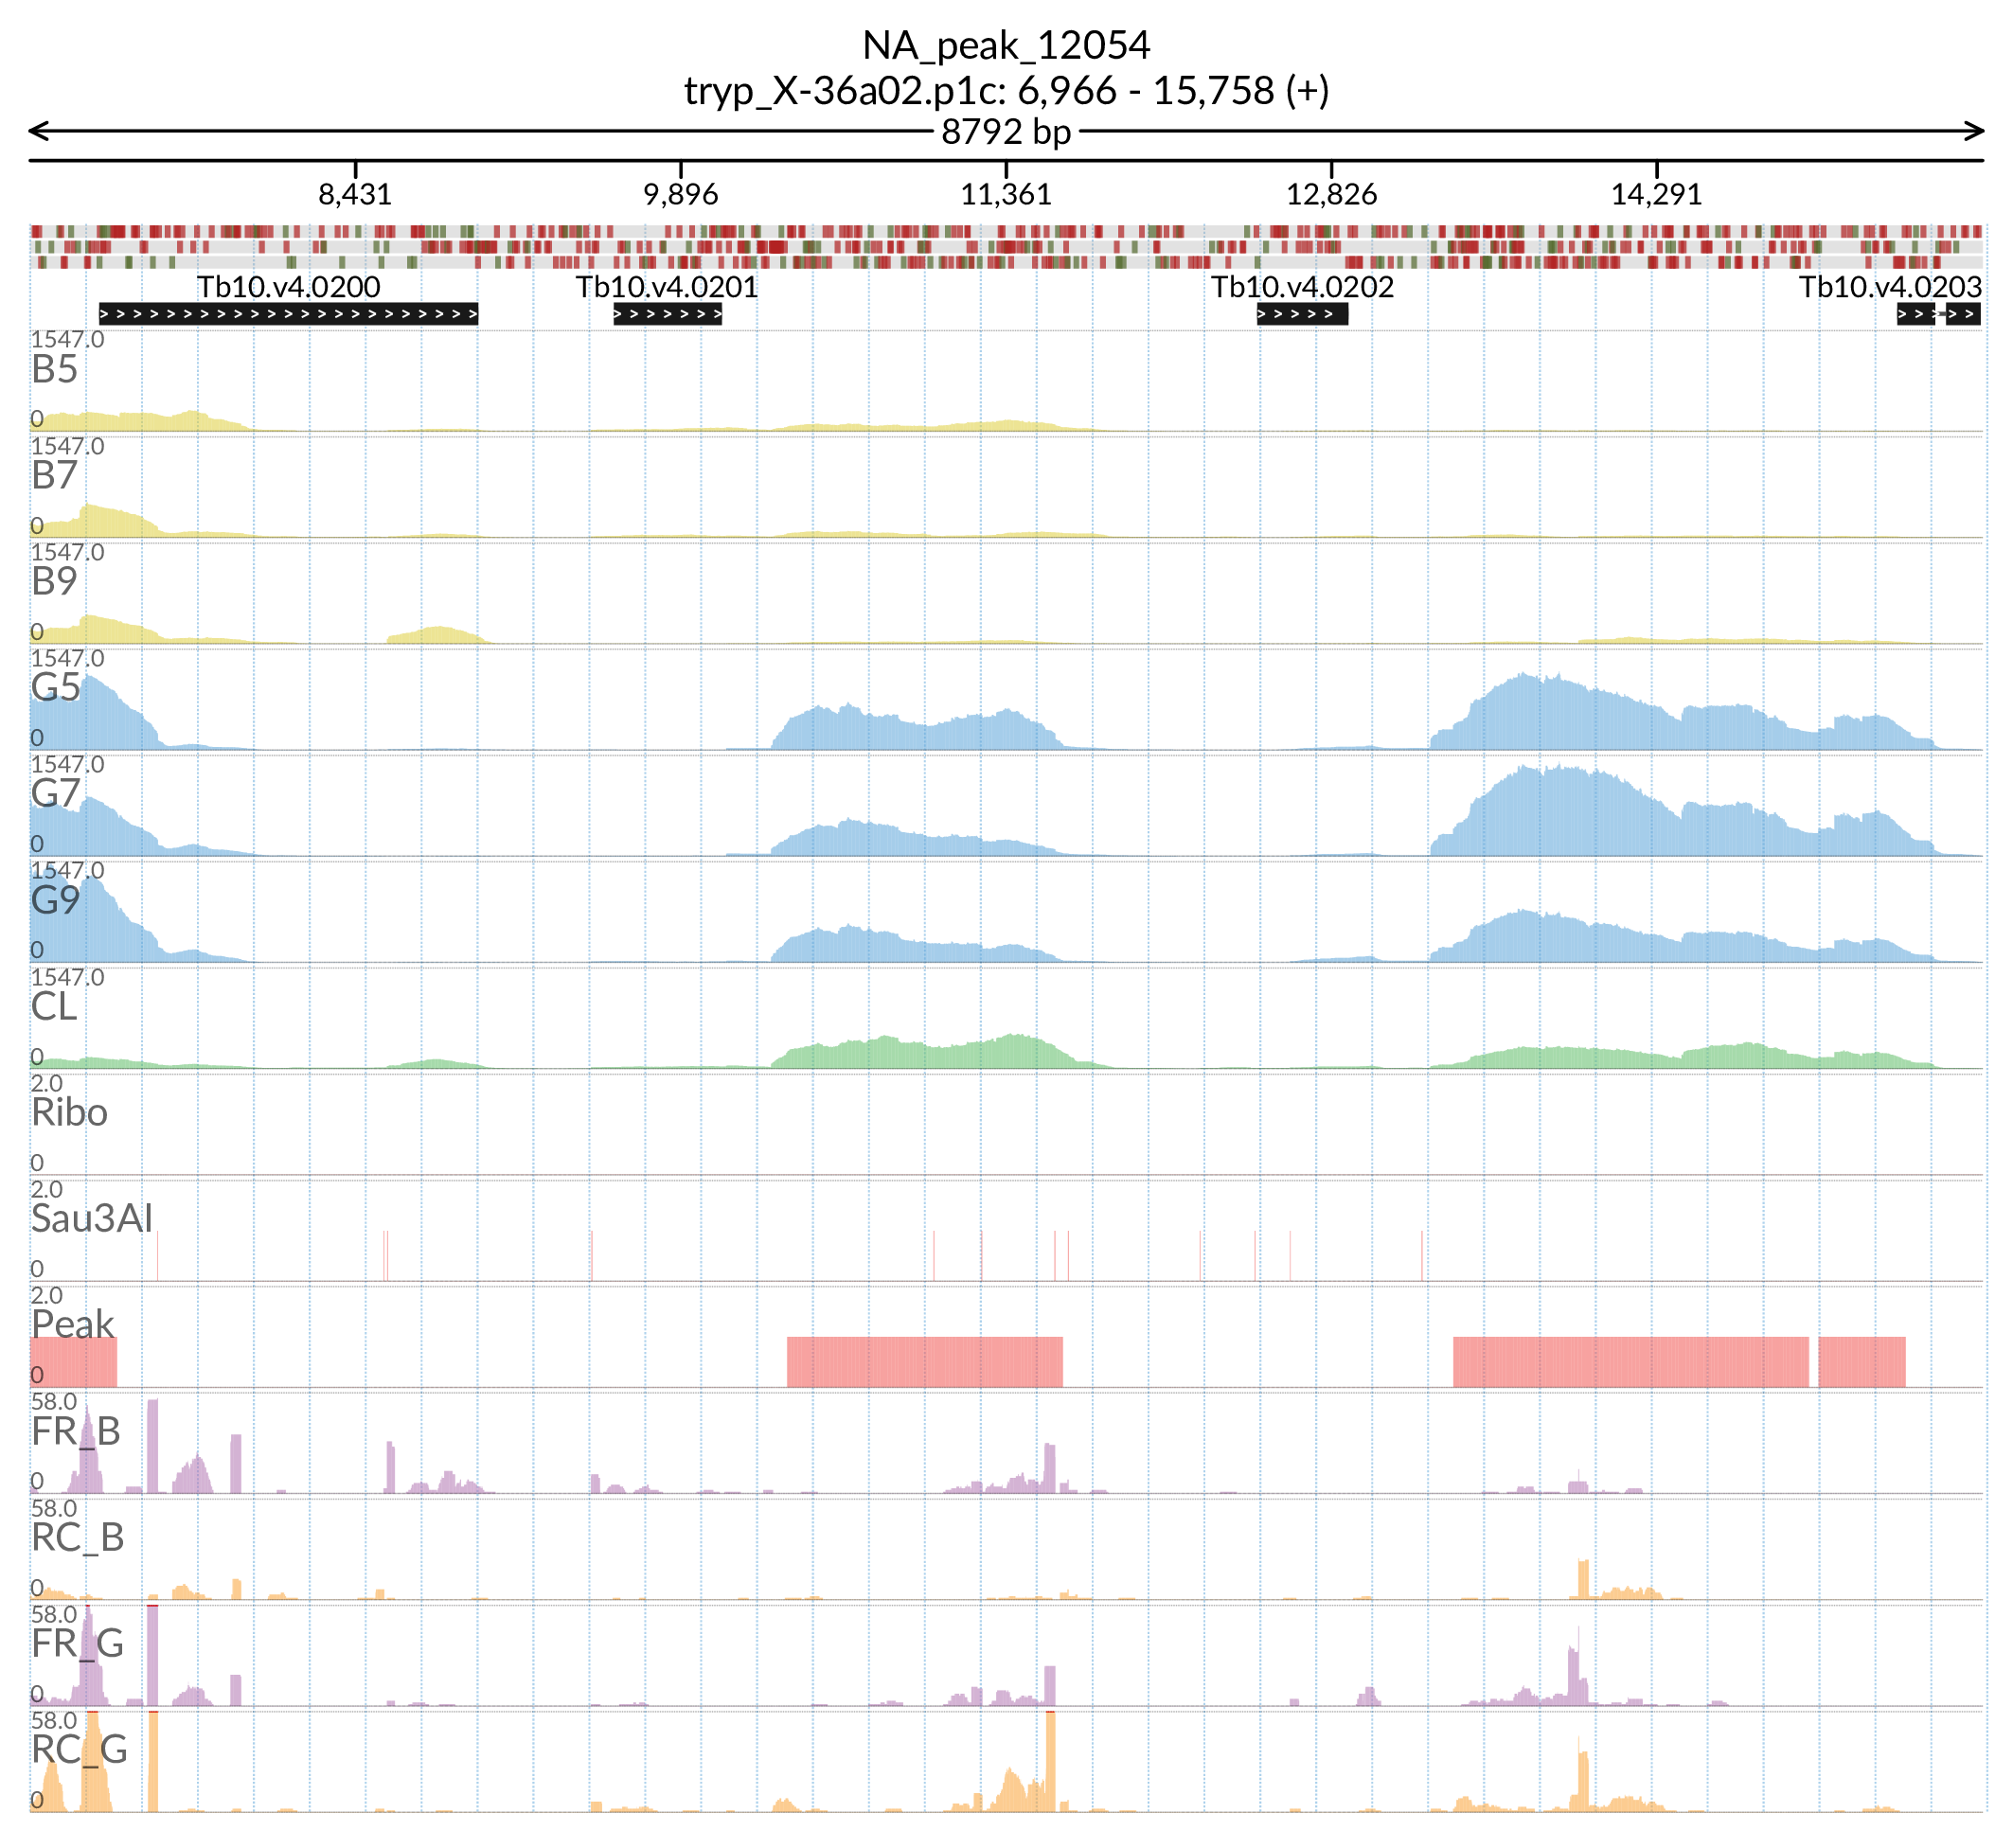 NA_peak_12054
tryp_X-36a02.p1c: 6,966 - 15,758 (+)
8792 bp
8,431 9,896 11,361 12,826 14,291
Tb10.v4.0200 Tb10.v4.0201 Tb10.v4.0202 Tb10.v4.0203
1547.0
B5
0
1547.0
B7
0
1547.0
B9
0
1547.0
G5
0
1547.0
G7
0
1547.0
G9
0
1547.0
CL
0
2.0
Ribo
0
2.0
Sau3AI
0
2.0
Peak
0
58.0
FR_B
0
58.0
RC_B
0
58.0
FR_G
0
58.0
RC_G
0